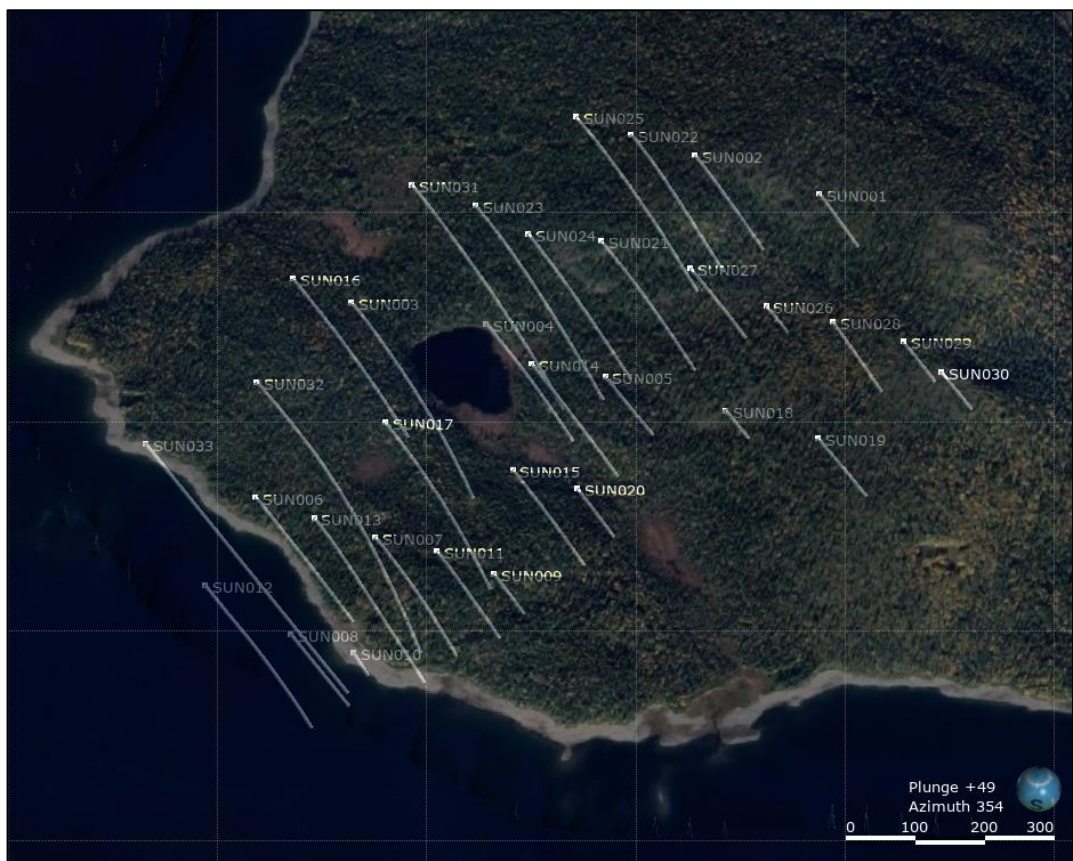 SUN025
SUN022
SUN002
SUN031
SUN001
SUN023
SUN024
SUN021
SUN027
SUN016
SUN003
SUN026
SUN004
SUN028
SUN029
SUN014
SUN030
SUN005
SUN032
SUN018
SUN017
SUN019
SUN033
SUN015
SUN020
SUN006
SUN013
SUN007
SUN011
SUN009
SUN012
SUN008
SUN010
Plunge +49
Azimuth 354
S
0 100 200 300